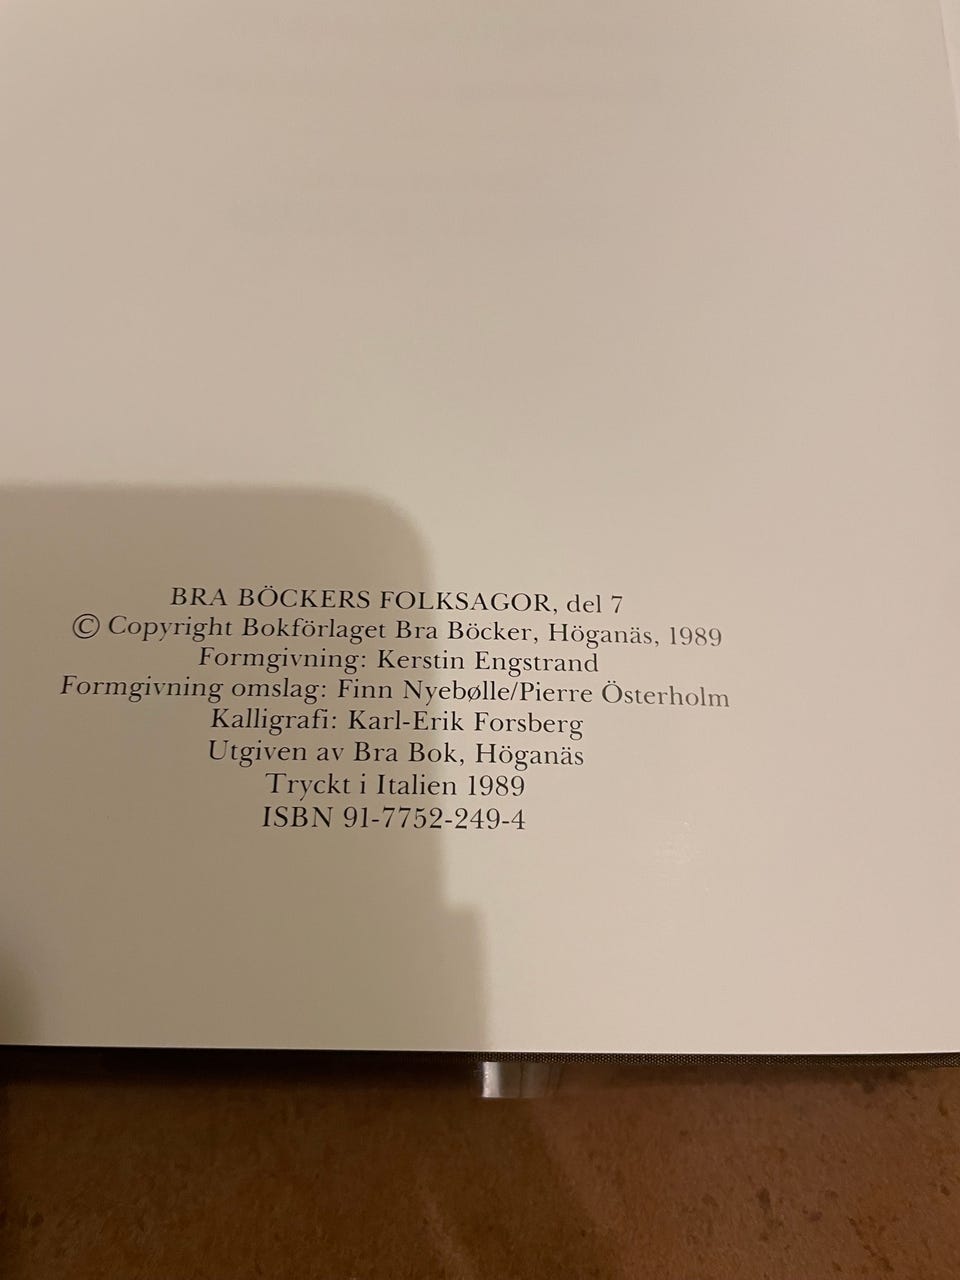 BRA BÖCKERS FOLKSAGOR, del 7
© Copyright Bokförlaget Bra Böcker, Höganäs, 1989
Formgivning: Kerstin Engstrand
Formgivning omslag: Finn Nyebølle/Pierre Österholm
Kalligrafi: Karl-Erik Forsberg
Utgiven av Bra Bok, Höganäs
Tryckt i Italien 1989
ISBN 91-7752-249-4